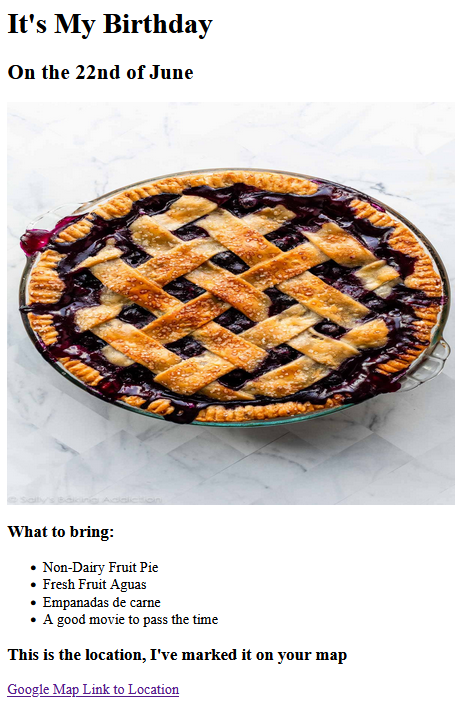 It's My Birthday
On the 22nd of June
© Sally's Baking Addiction
What to bring:
Non-Dairy Fruit Pie
Fresh Fruit Aguas
Empanadas de carne
A good movie to pass the time
This is the location, I've marked it on your map
Google Map Link to Location